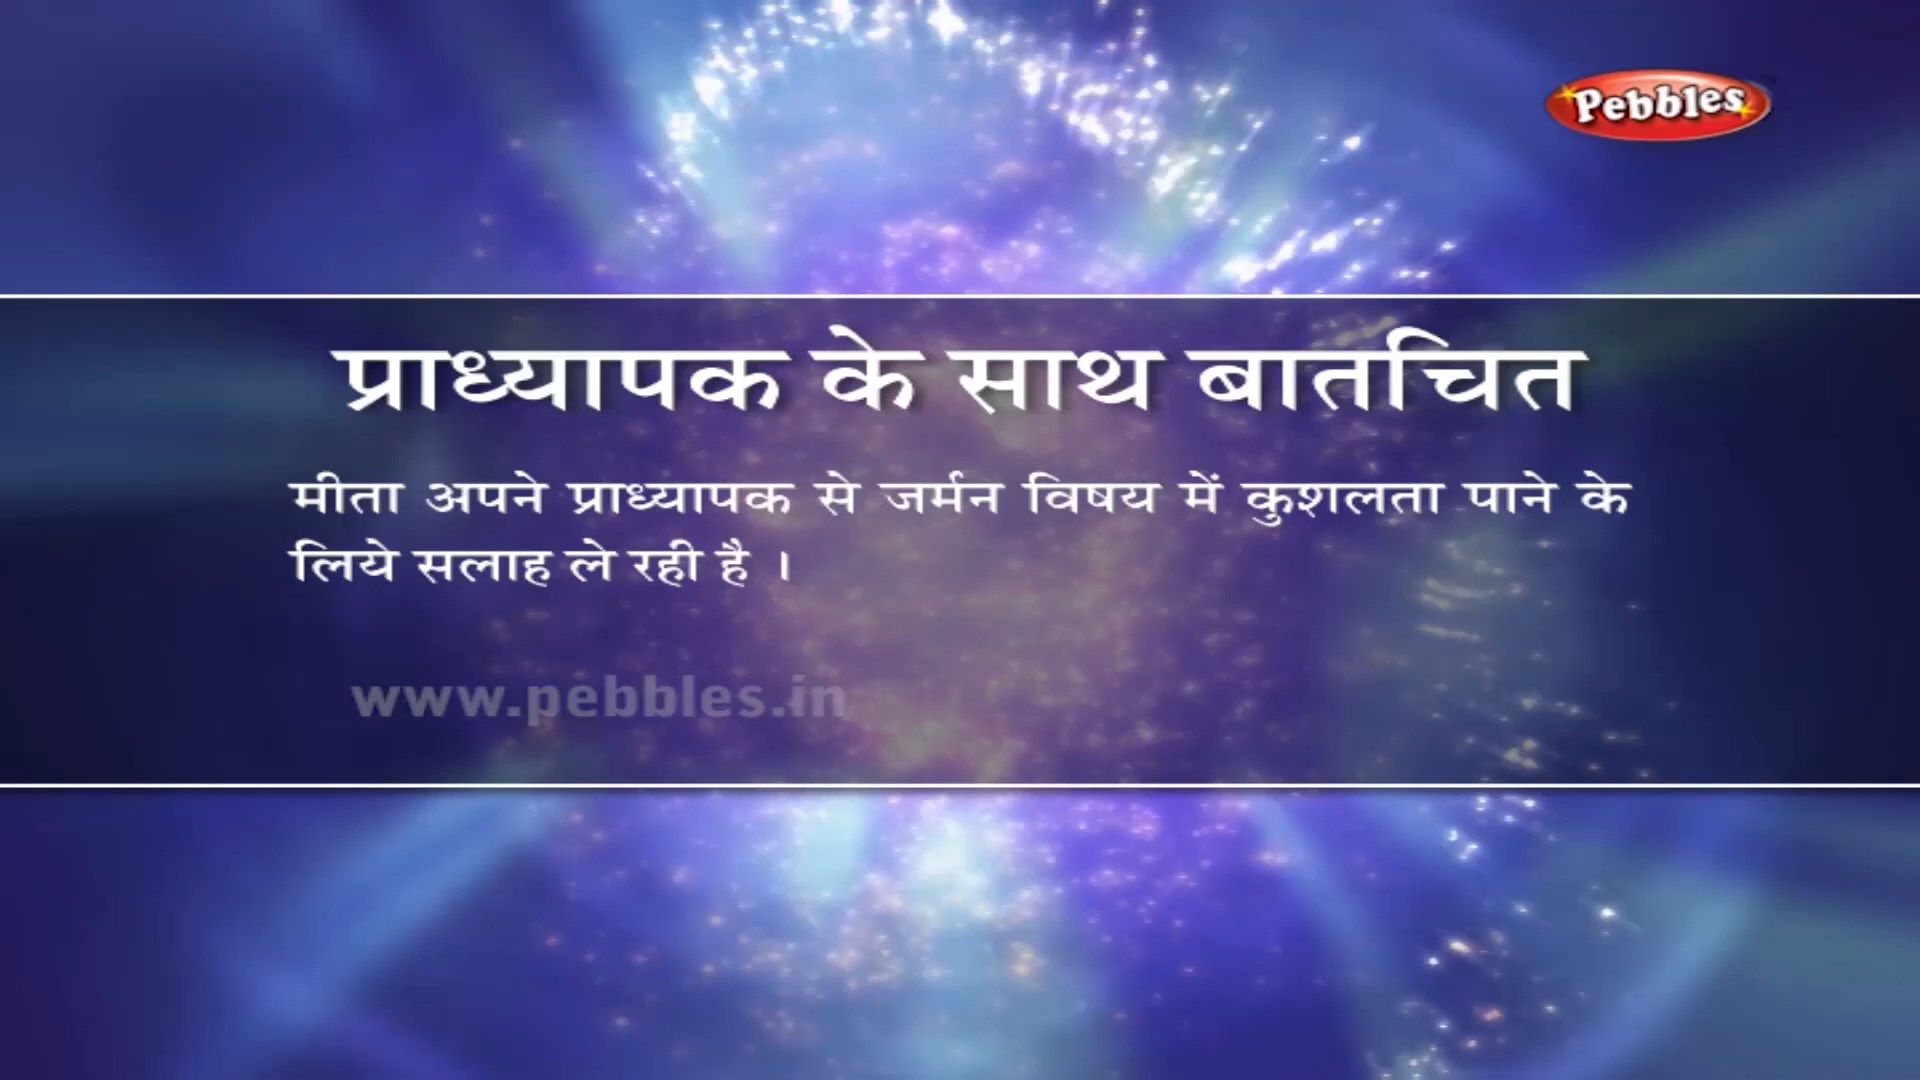 Pebbles
प्राध्यापक के साथ बातचित
मीता अपने प्राध्यापक से जर्मन विषय में कुशलता पाने के
लिये सलाह ले रही है ।
www.pebbles.in